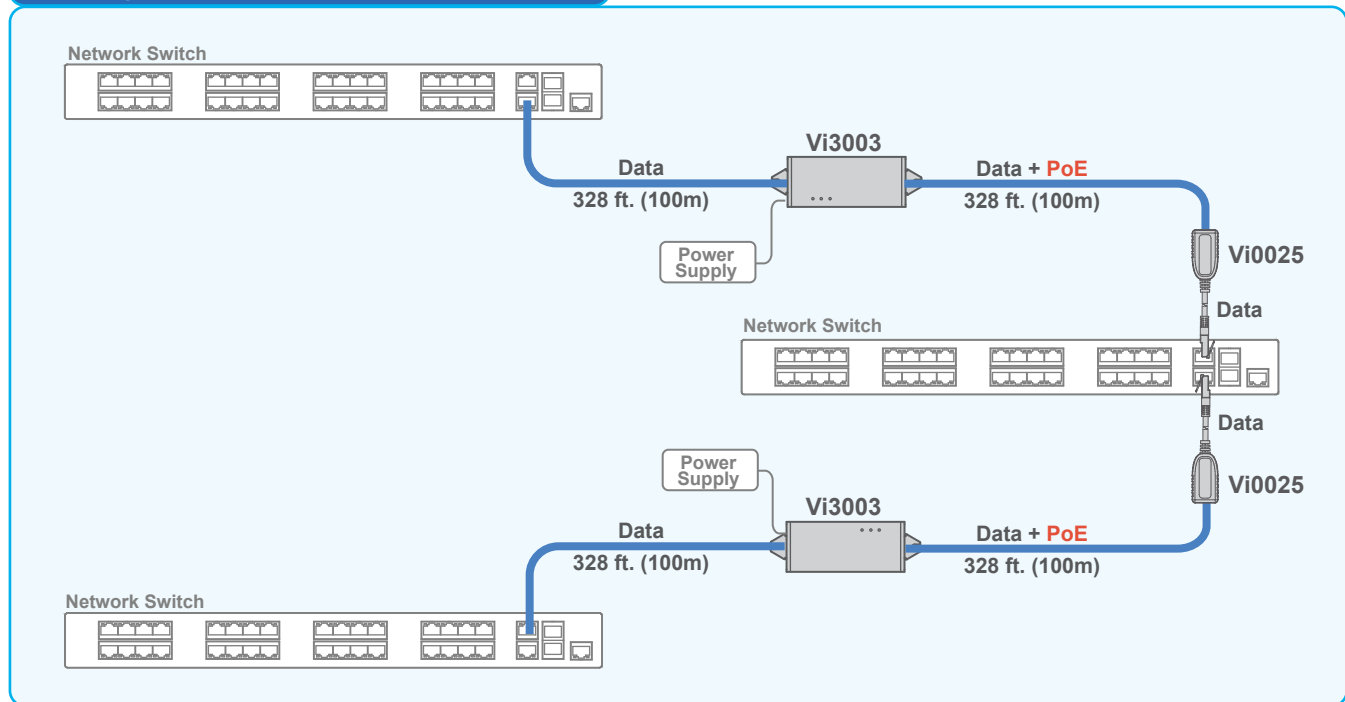 Network Switch
Vi3003
Data
Data + PoE
328 ft. (100m)
328 ft. (100m)
Power
Supply
Vi0025
Data
Network Switch
Data
Power
Supply
Vi0025
Vi3003
Data
Data + PoE
328 ft. (100m)
328 ft. (100m)
Network Switch